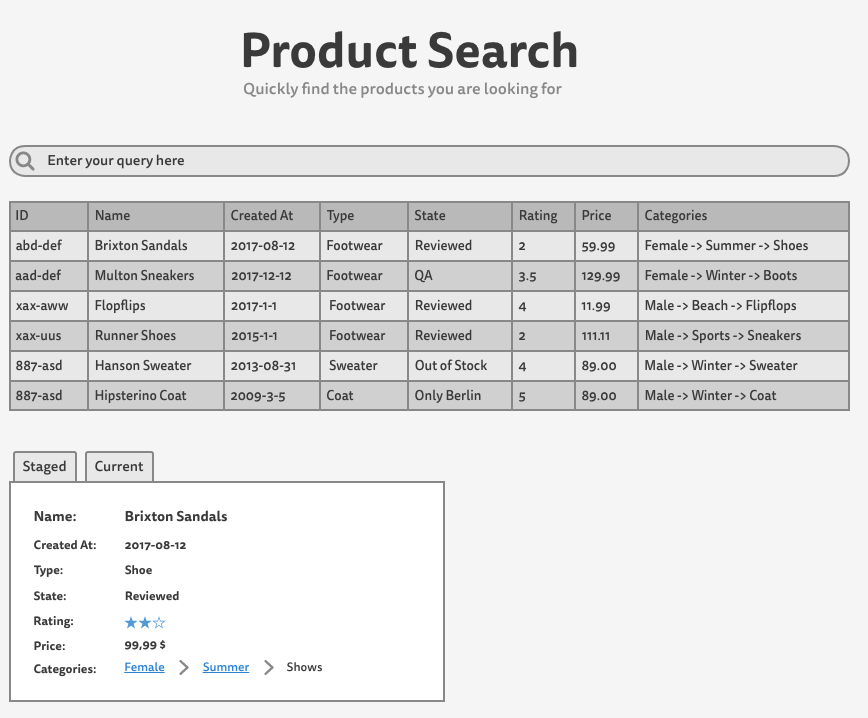 Product Search
Quickly find the products you are looking for
Enter your query here
ID Name Created At Type State Rating Price Categories
abd-def Brixton Sandals 2017-08-12 Footwear Reviewed 2 59.99 Female -> Summer -> Shoes
aad-def Multon Sneakers 2017-12-12 Footwear QA 3.5 129.99 Female -> Winter -> Boots
xax-aww Flopflips 2017-1-1 Footwear Reviewed 4 11.99 Male -> Beach -> Flipflops
xax-uus Runner Shoes 2015-1-1 Footwear Reviewed 2 111.11 Male -> Sports -> Sneakers
887-asd Hanson Sweater 2013-08-31 Sweater Out of Stock 4 89.00 Male -> Winter -> Sweater
887-asd Hipsterino Coat 2009-3-5 Coat Only Berlin 5 89.00 Male -> Winter -> Coat
Staged Current
Name: Brixton Sandals
Created At: 2017-08-12
Type: Shoe
State: Reviewed
Rating: ★★☆
Price: 99,99 $
Categories: Female > Summer > Shows